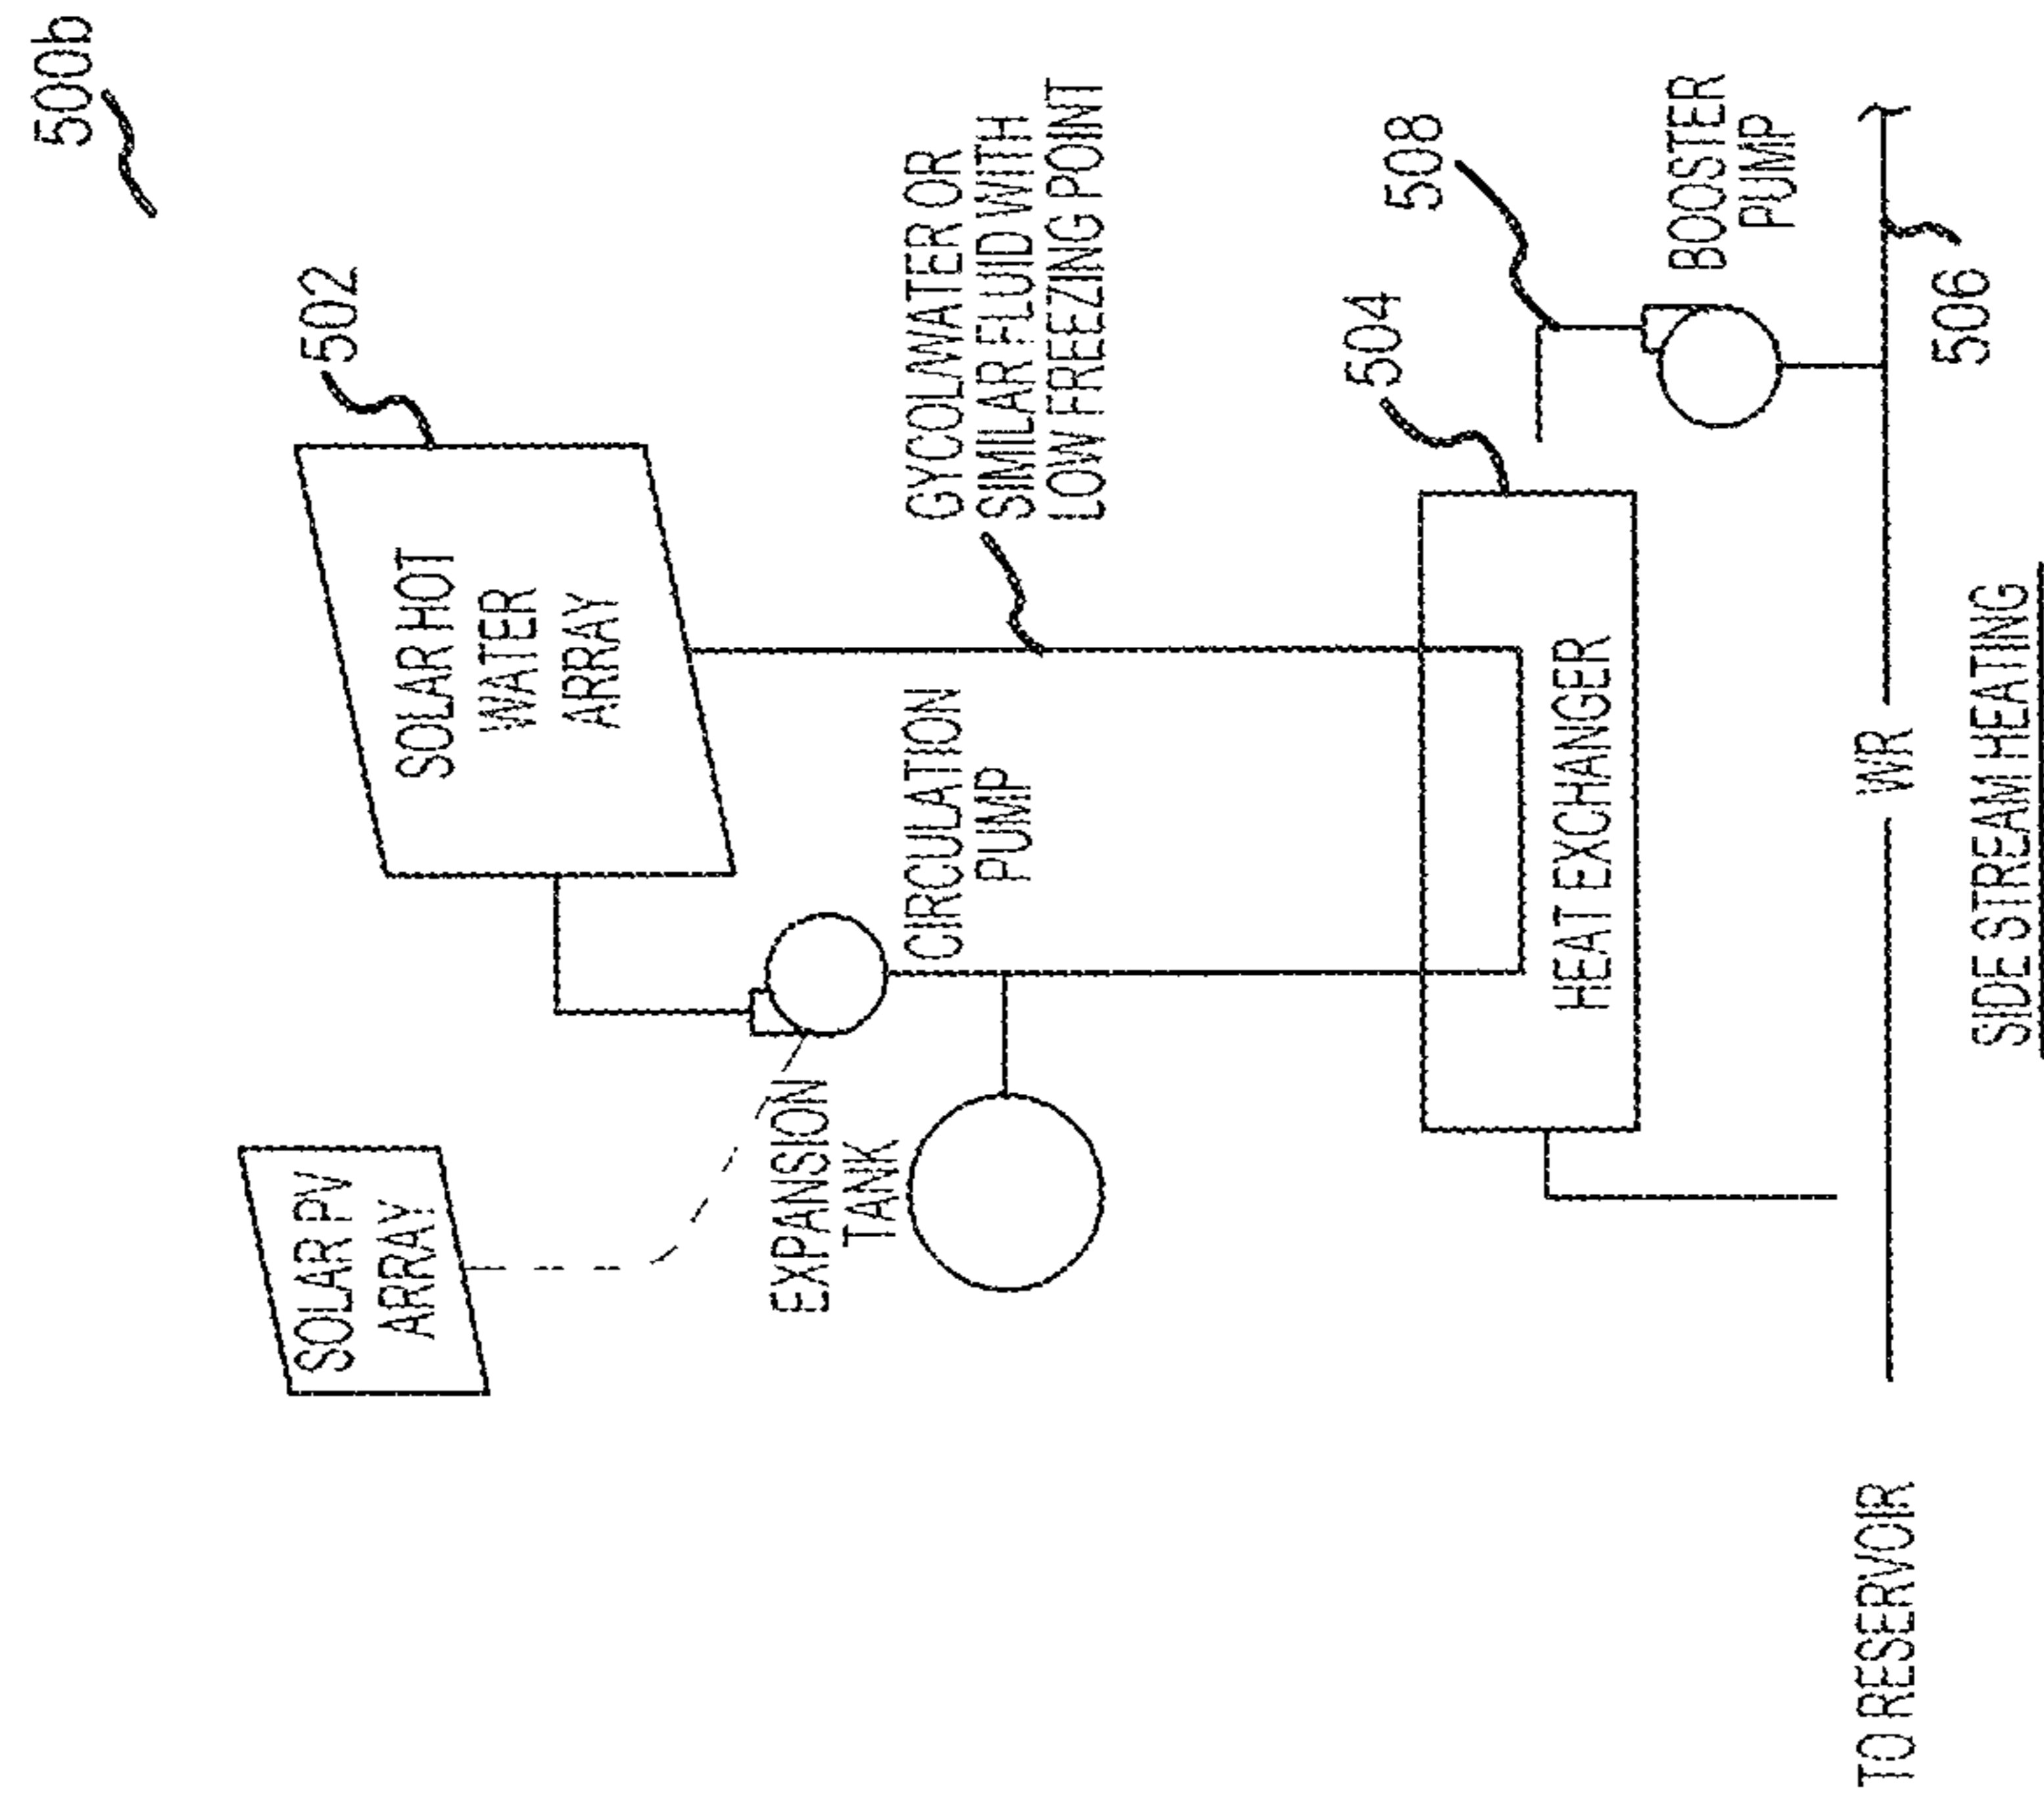 500b
502
SOLAR HOT
WATER
ARRAY
SOLAR PV
ARRAY
EXPANSION
TANK
CIRCULATION
PUMP
GYCOL/WATER OR
SIMILAR FLUID WITH
LOW FREEZING POINT
504
508
HEAT EXCHANGER
BOOSTER
PUMP
TO RESERVOIR
WR
506
SIDE STREAM HEATING